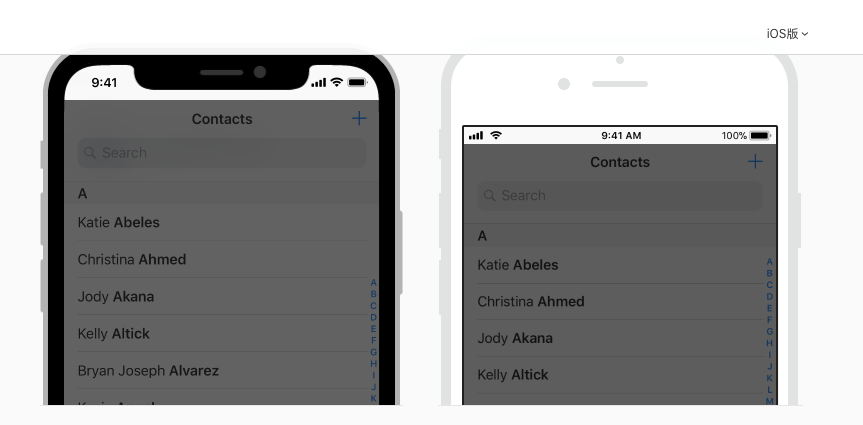 iOS版
9:41
Contacts
Search
A
Katie Abeles
Christina Ahmed
Jody Akana
Kelly Altick
Bryan Joseph Alvarez
A
B
C
D
E
F
G
H
I
J
K
9:41 AM
100%
Contacts
Search
A
Katie Abeles
Christina Ahmed
Jody Akana
Kelly Altick
A
B
C
D
E
F
G
H
I
J
K
L
M